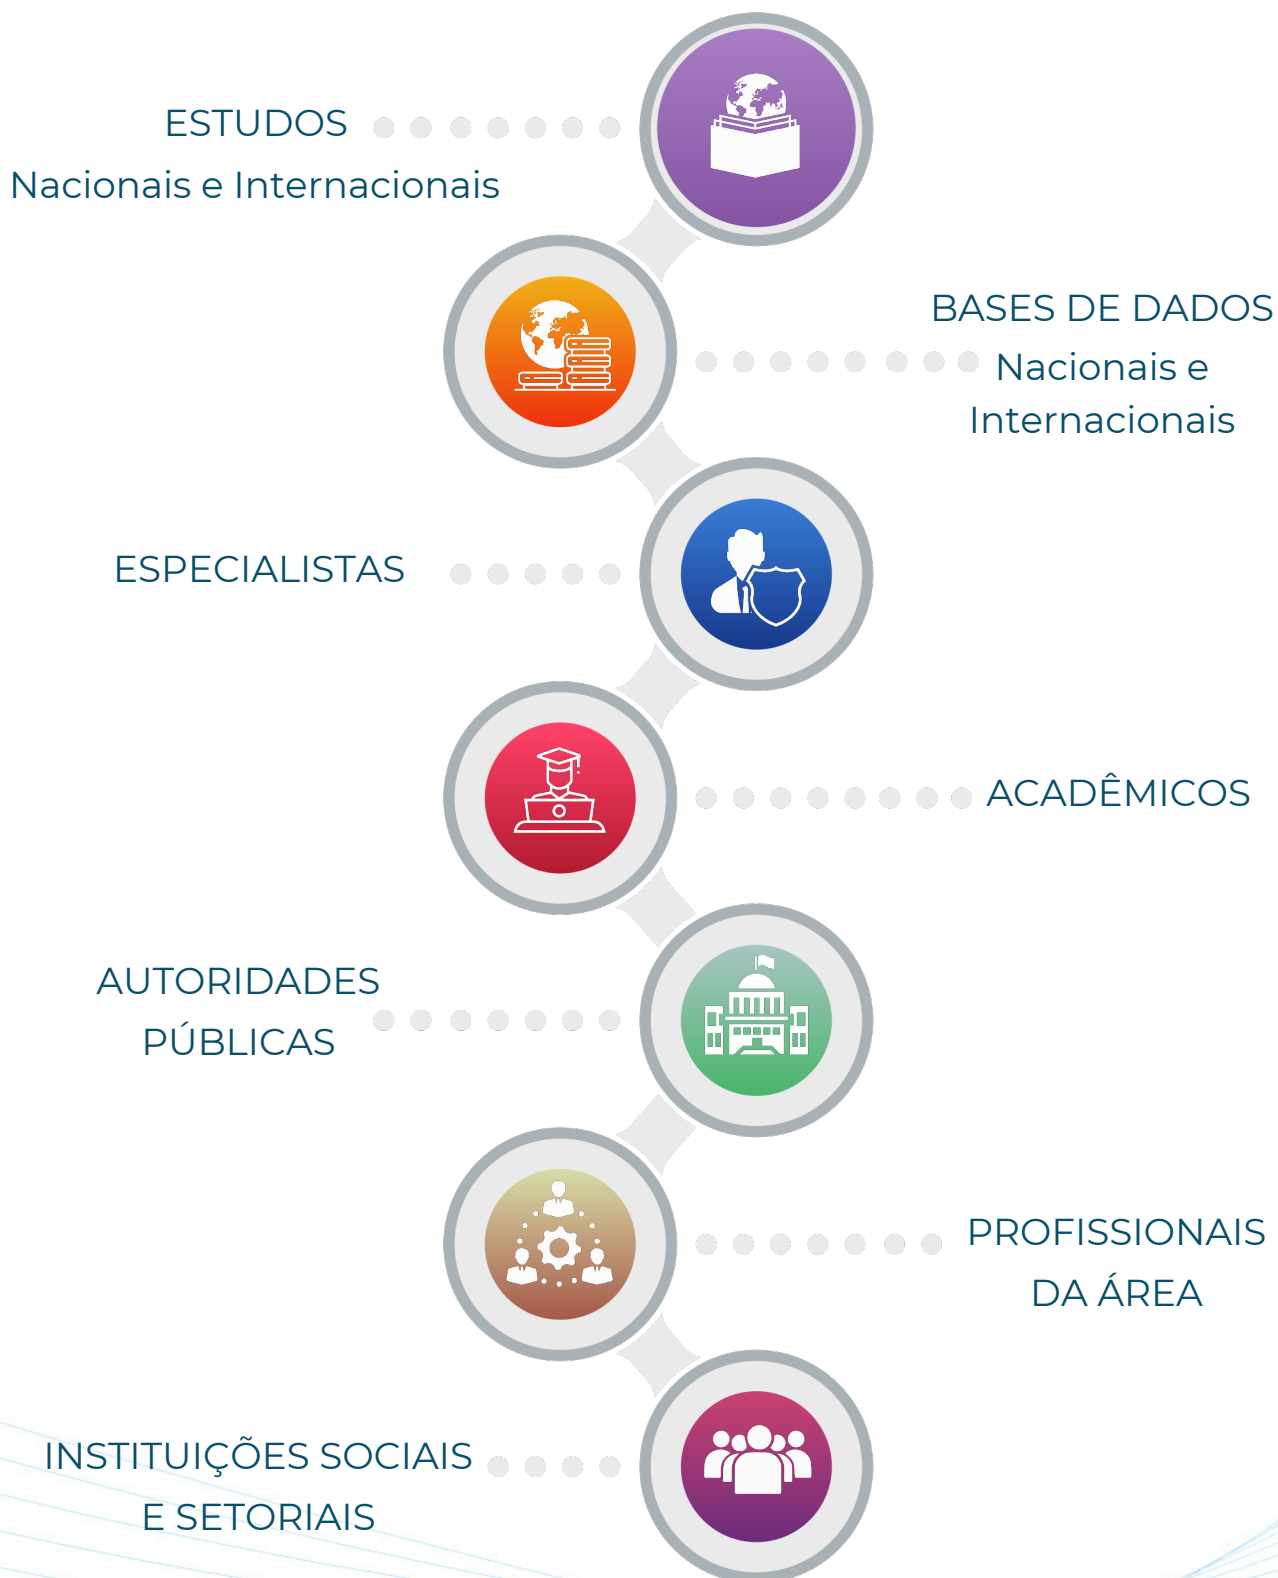 ESTUDOS
Nacionais e Internacionais
BASES DE DADOS
Nacionais e
Internacionais
ESPECIALISTAS
ACADÊMICOS
AUTORIDADES
PÚBLICAS
PROFISSIONAIS
DA ÁREA
INSTITUIÇÕES SOCIAIS
E SETORIAIS